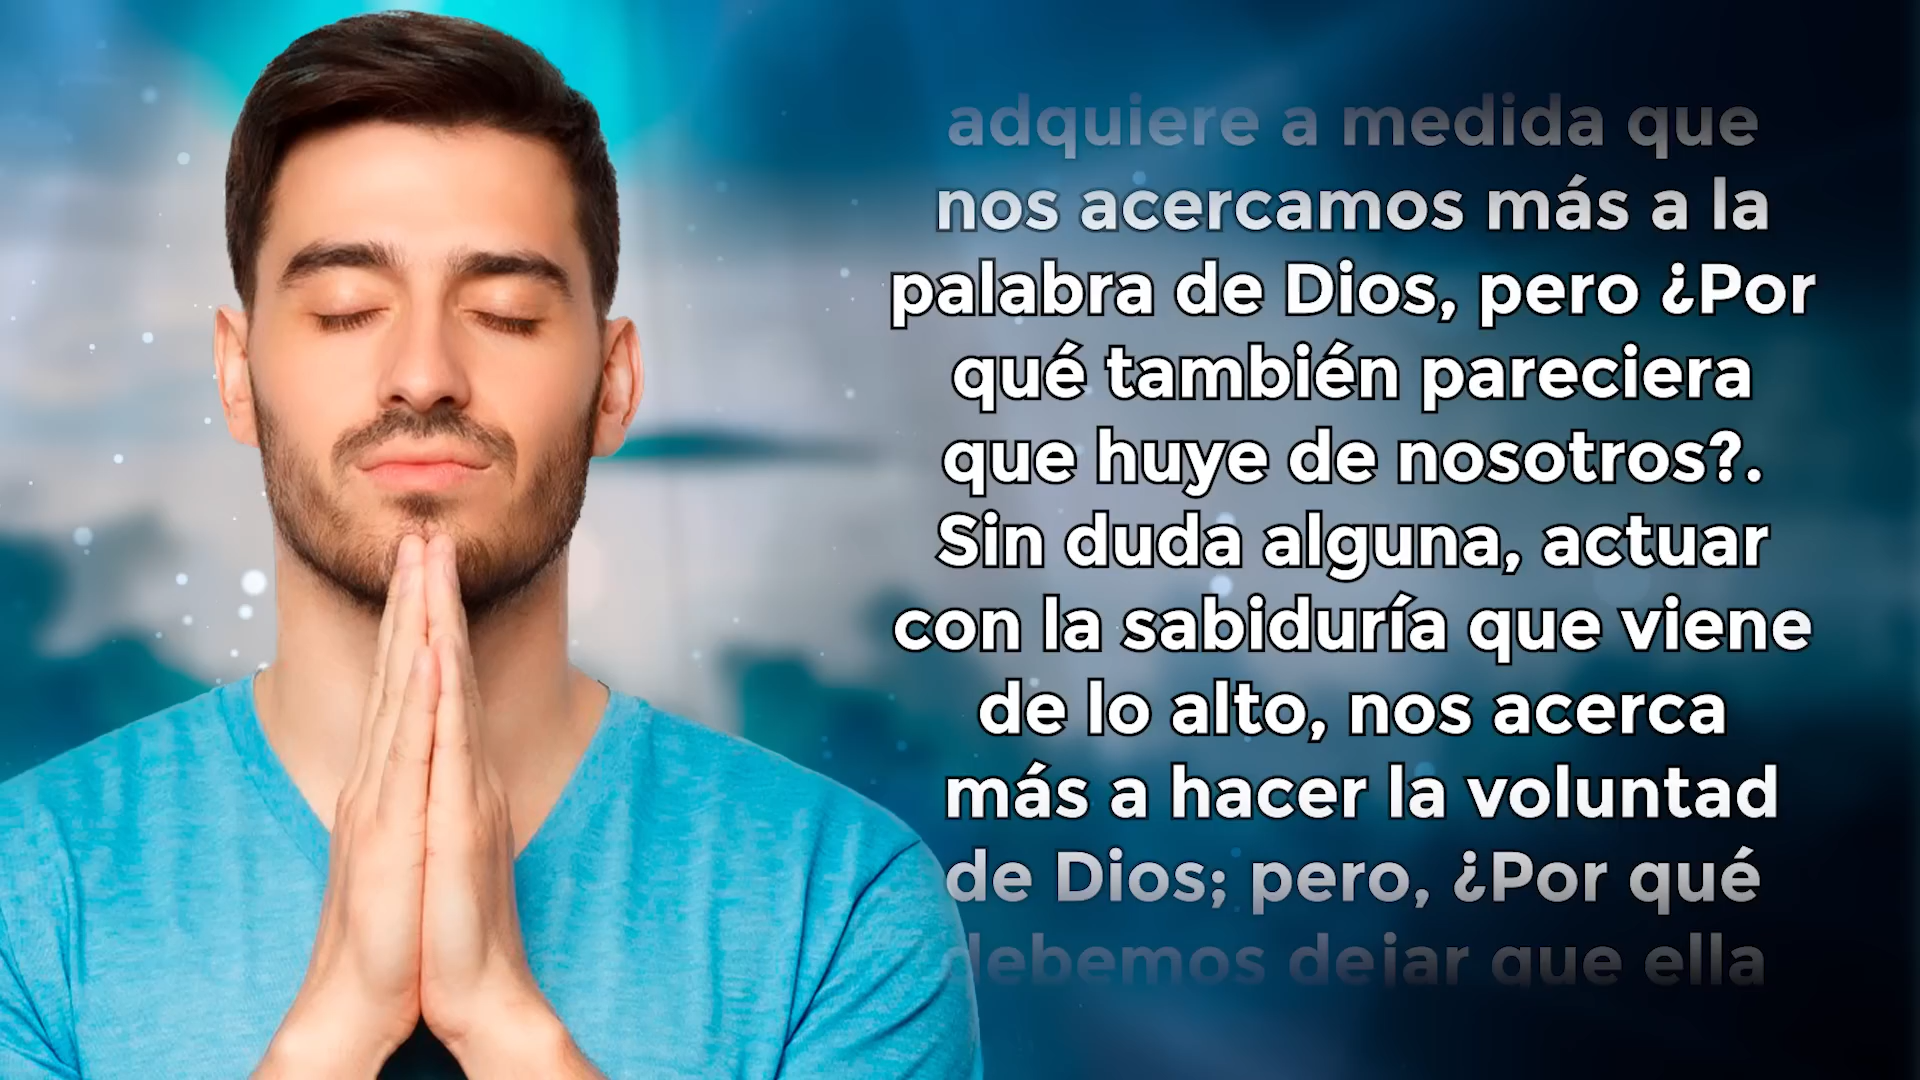 adquiere a medida que
nos acercamos más a la
palabra de Dios, pero ¿Por
qué también pareciera
que huye de nosotros?.
Sin duda alguna, actuar
con la sabiduría que viene
de lo alto, nos acerca
más a hacer la voluntad
de Dios; pero, ¿Por qué
debemos dejar que ella